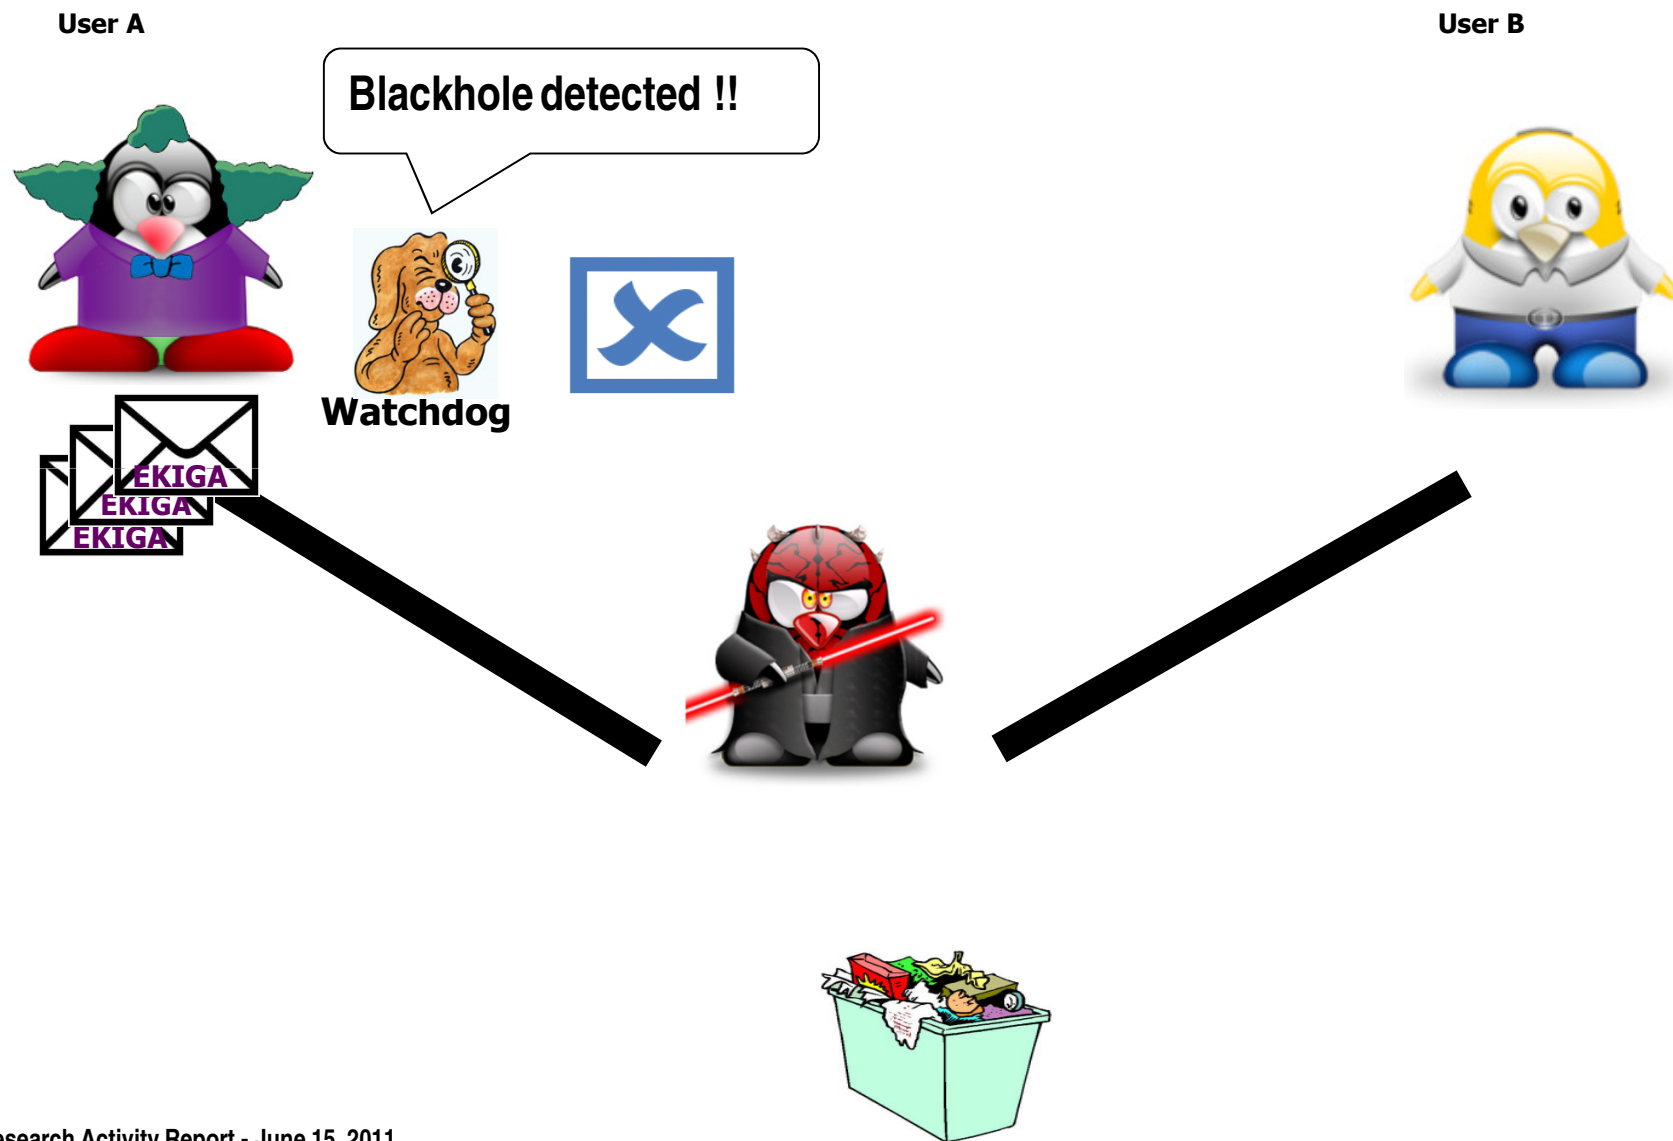 User A
User B
Blackhole detected !!
Watchdog
EKIGA
EKIGA
EKIGA
Research Activity Report - June 15, 2011